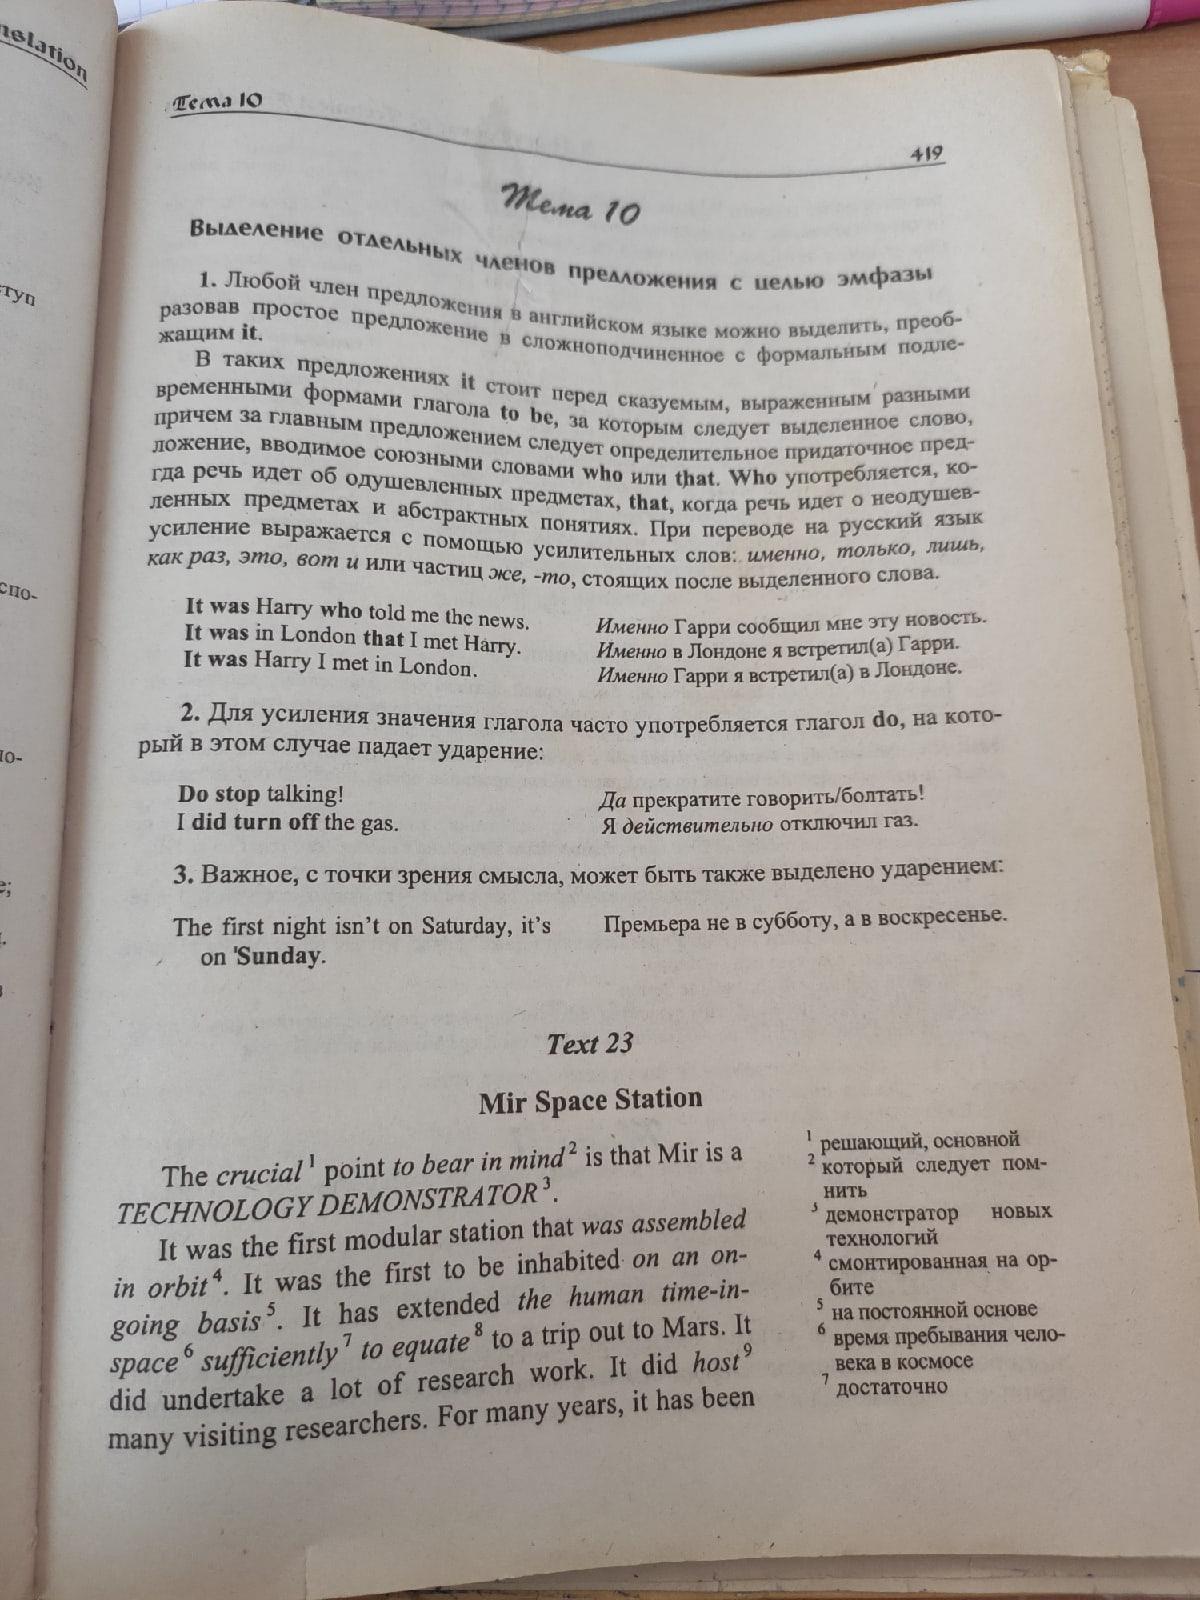 nslation
Тема 10
419
Тема 10
Выделение отдельных членов предложения с целью эмфазы
1. Любой член предложения в английском языке можно выделить, преоб-
разовав простое предложение в сложноподчиненное с формальным подле-
жащим it.
В таких предложениях it стоит перед сказуемым, выраженным разными
временными формами глагола to be, за которым следует выделенное слово,
причем за главным предложением следует определительное придаточное пред-
ложение, вводимое союзными словами who или that. Who употребляется, ко-
гда речь идет об одушевленных предметах, that, когда речь идет о неодушев-
ленных предметах и абстрактных понятиях. При переводе на русский язык
усиление выражается с помощью усилительных слов: именно, только, лишь,
как раз, это, вот и или частиц же, -то, стоящих после выделенного слова.
It was Harry who told me the news. Именно Гарри сообщил мне эту новость.
It was in London that I met Harry. Именно в Лондоне я встретил(а) Гарри.
It was Harry I met in London. Именно Гарри я встретил(а) в Лондоне.
2. Для усиления значения глагола часто употребляется глагол do, на кото-
рый в этом случае падает ударение:
Do stop talking! Да прекратите говорить/болтать!
I did turn off the gas. Я действительно отключил газ.
3. Важное, с точки зрения смысла, может быть также выделено ударением:
The first night isn't on Saturday, it's Премьера не в субботу, а в воскресенье.
on 'Sunday.
Text 23
Mir Space Station
The crucial¹ point to bear in mind² is that Mir is a
TECHNOLOGY DEMONSTRATOR³.
It was the first modular station that was assembled
in orbit⁴. It was the first to be inhabited on an on-
going basis⁵. It has extended the human time-in-
space⁶ sufficiently⁷ to equate⁸ to a trip out to Mars. It
did undertake a lot of research work. It did host⁹
many visiting researchers. For many years, it has been
¹ решающий, основной
² который следует пом-
нить
³ демонстратор новых
технологий
⁴ смонтированная на ор-
бите
⁵ на постоянной основе
⁶ время пребывания чело-
века в космосе
⁷ достаточно